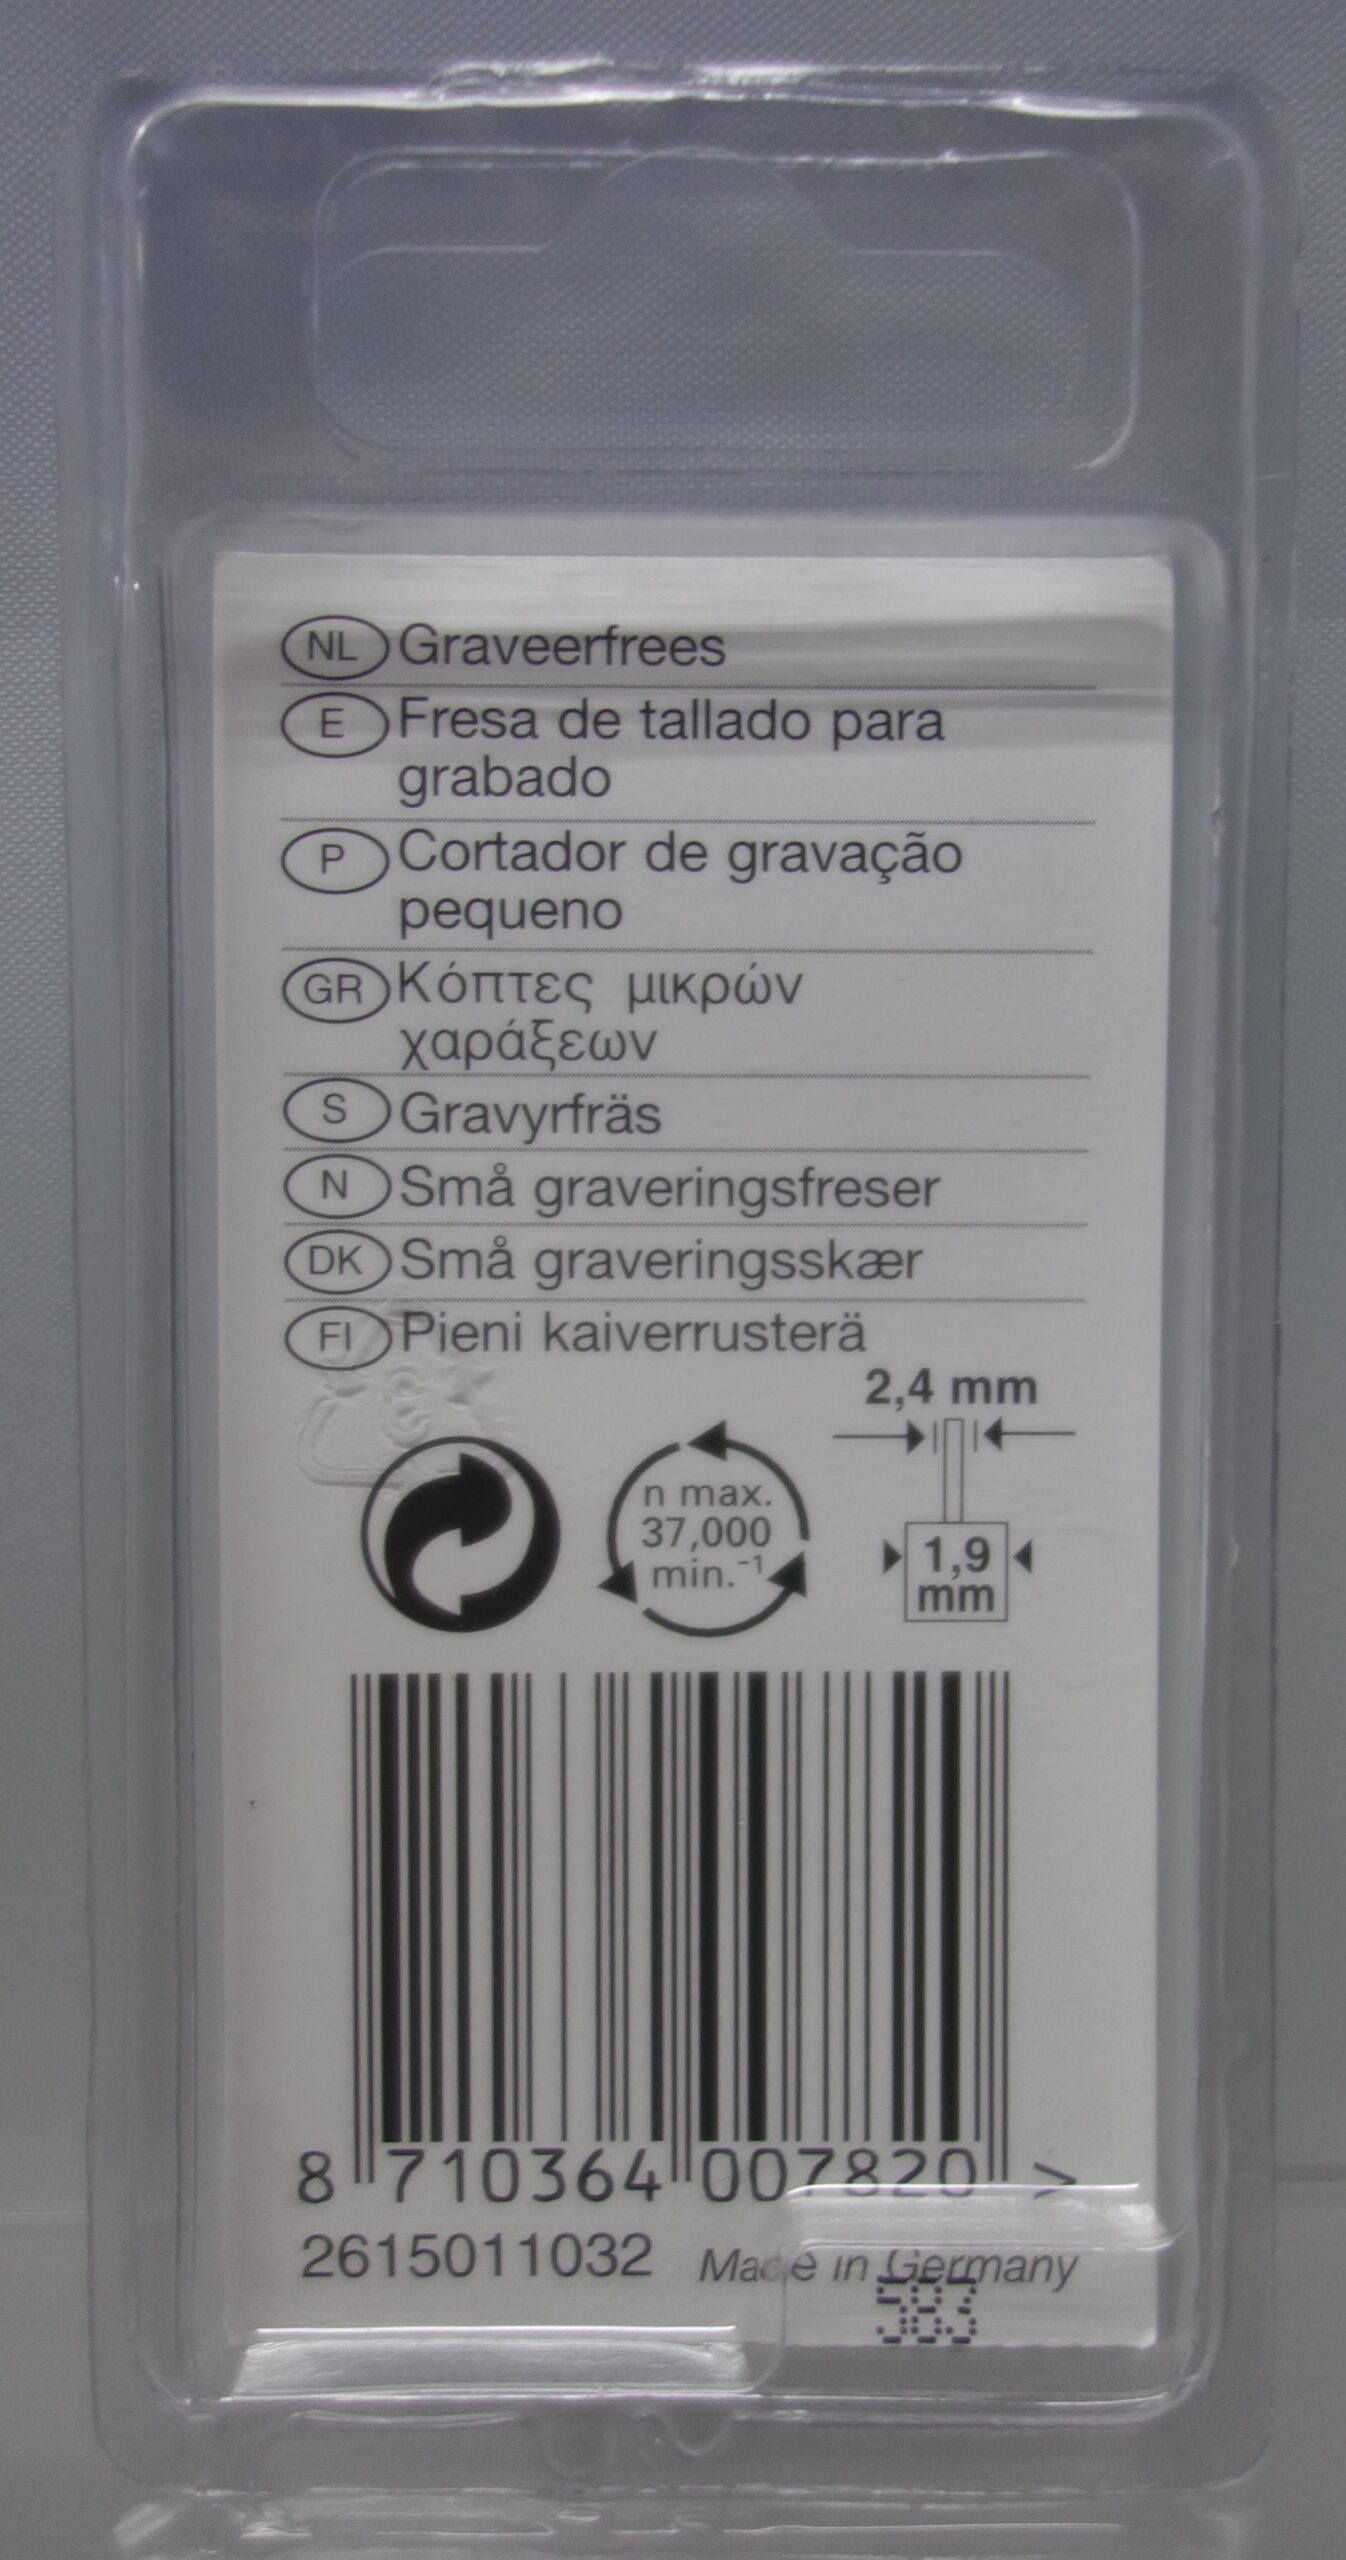 NL Graveerfrees
E Fresa de tallado para
grabado
P Cortador de gravação
pequeno
GR Κόπτες μικρών
χαράξεων
S Gravyrfräs
N Små graveringsfreser
DK Små graveringsskær
FI Pieni kaiverrusterä
2,4 mm
n max.
37,000
min.⁻¹
1,9
mm
8 710364 007820 >
2615011032 Made in Germany
583